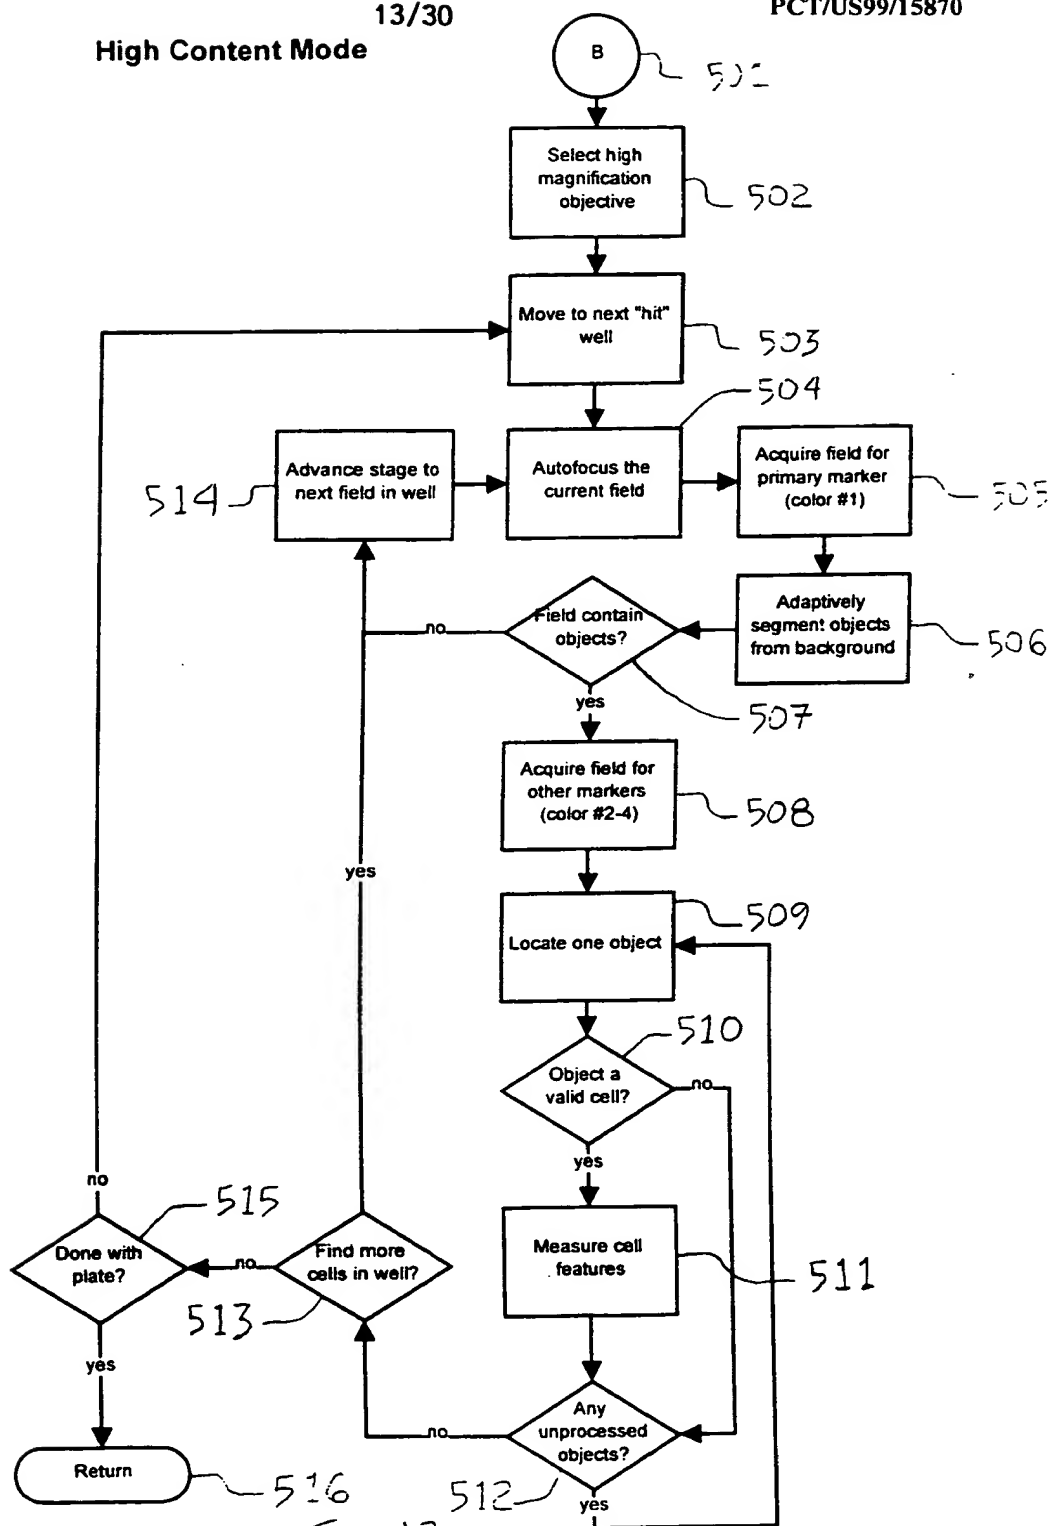 13/30
PCT/US99/15870
High Content Mode
B
501
Select high
magnification
objective
502
Move to next "hit"
well
503
504
Advance stage to
next field in well
514
Autofocus the
current field
Acquire field for
primary marker
(color #1)
505
Field contain
objects?
no
yes
507
Adaptively
segment objects
from background
506
Acquire field for
other markers
(color #2-4)
508
yes
Locate one object
509
510
Object a
valid cell?
no
yes
Measure cell
features
511
no
515
Done with
plate?
no
Find more
cells in well?
513
yes
Any
unprocessed
objects?
no
512
yes
Return
516